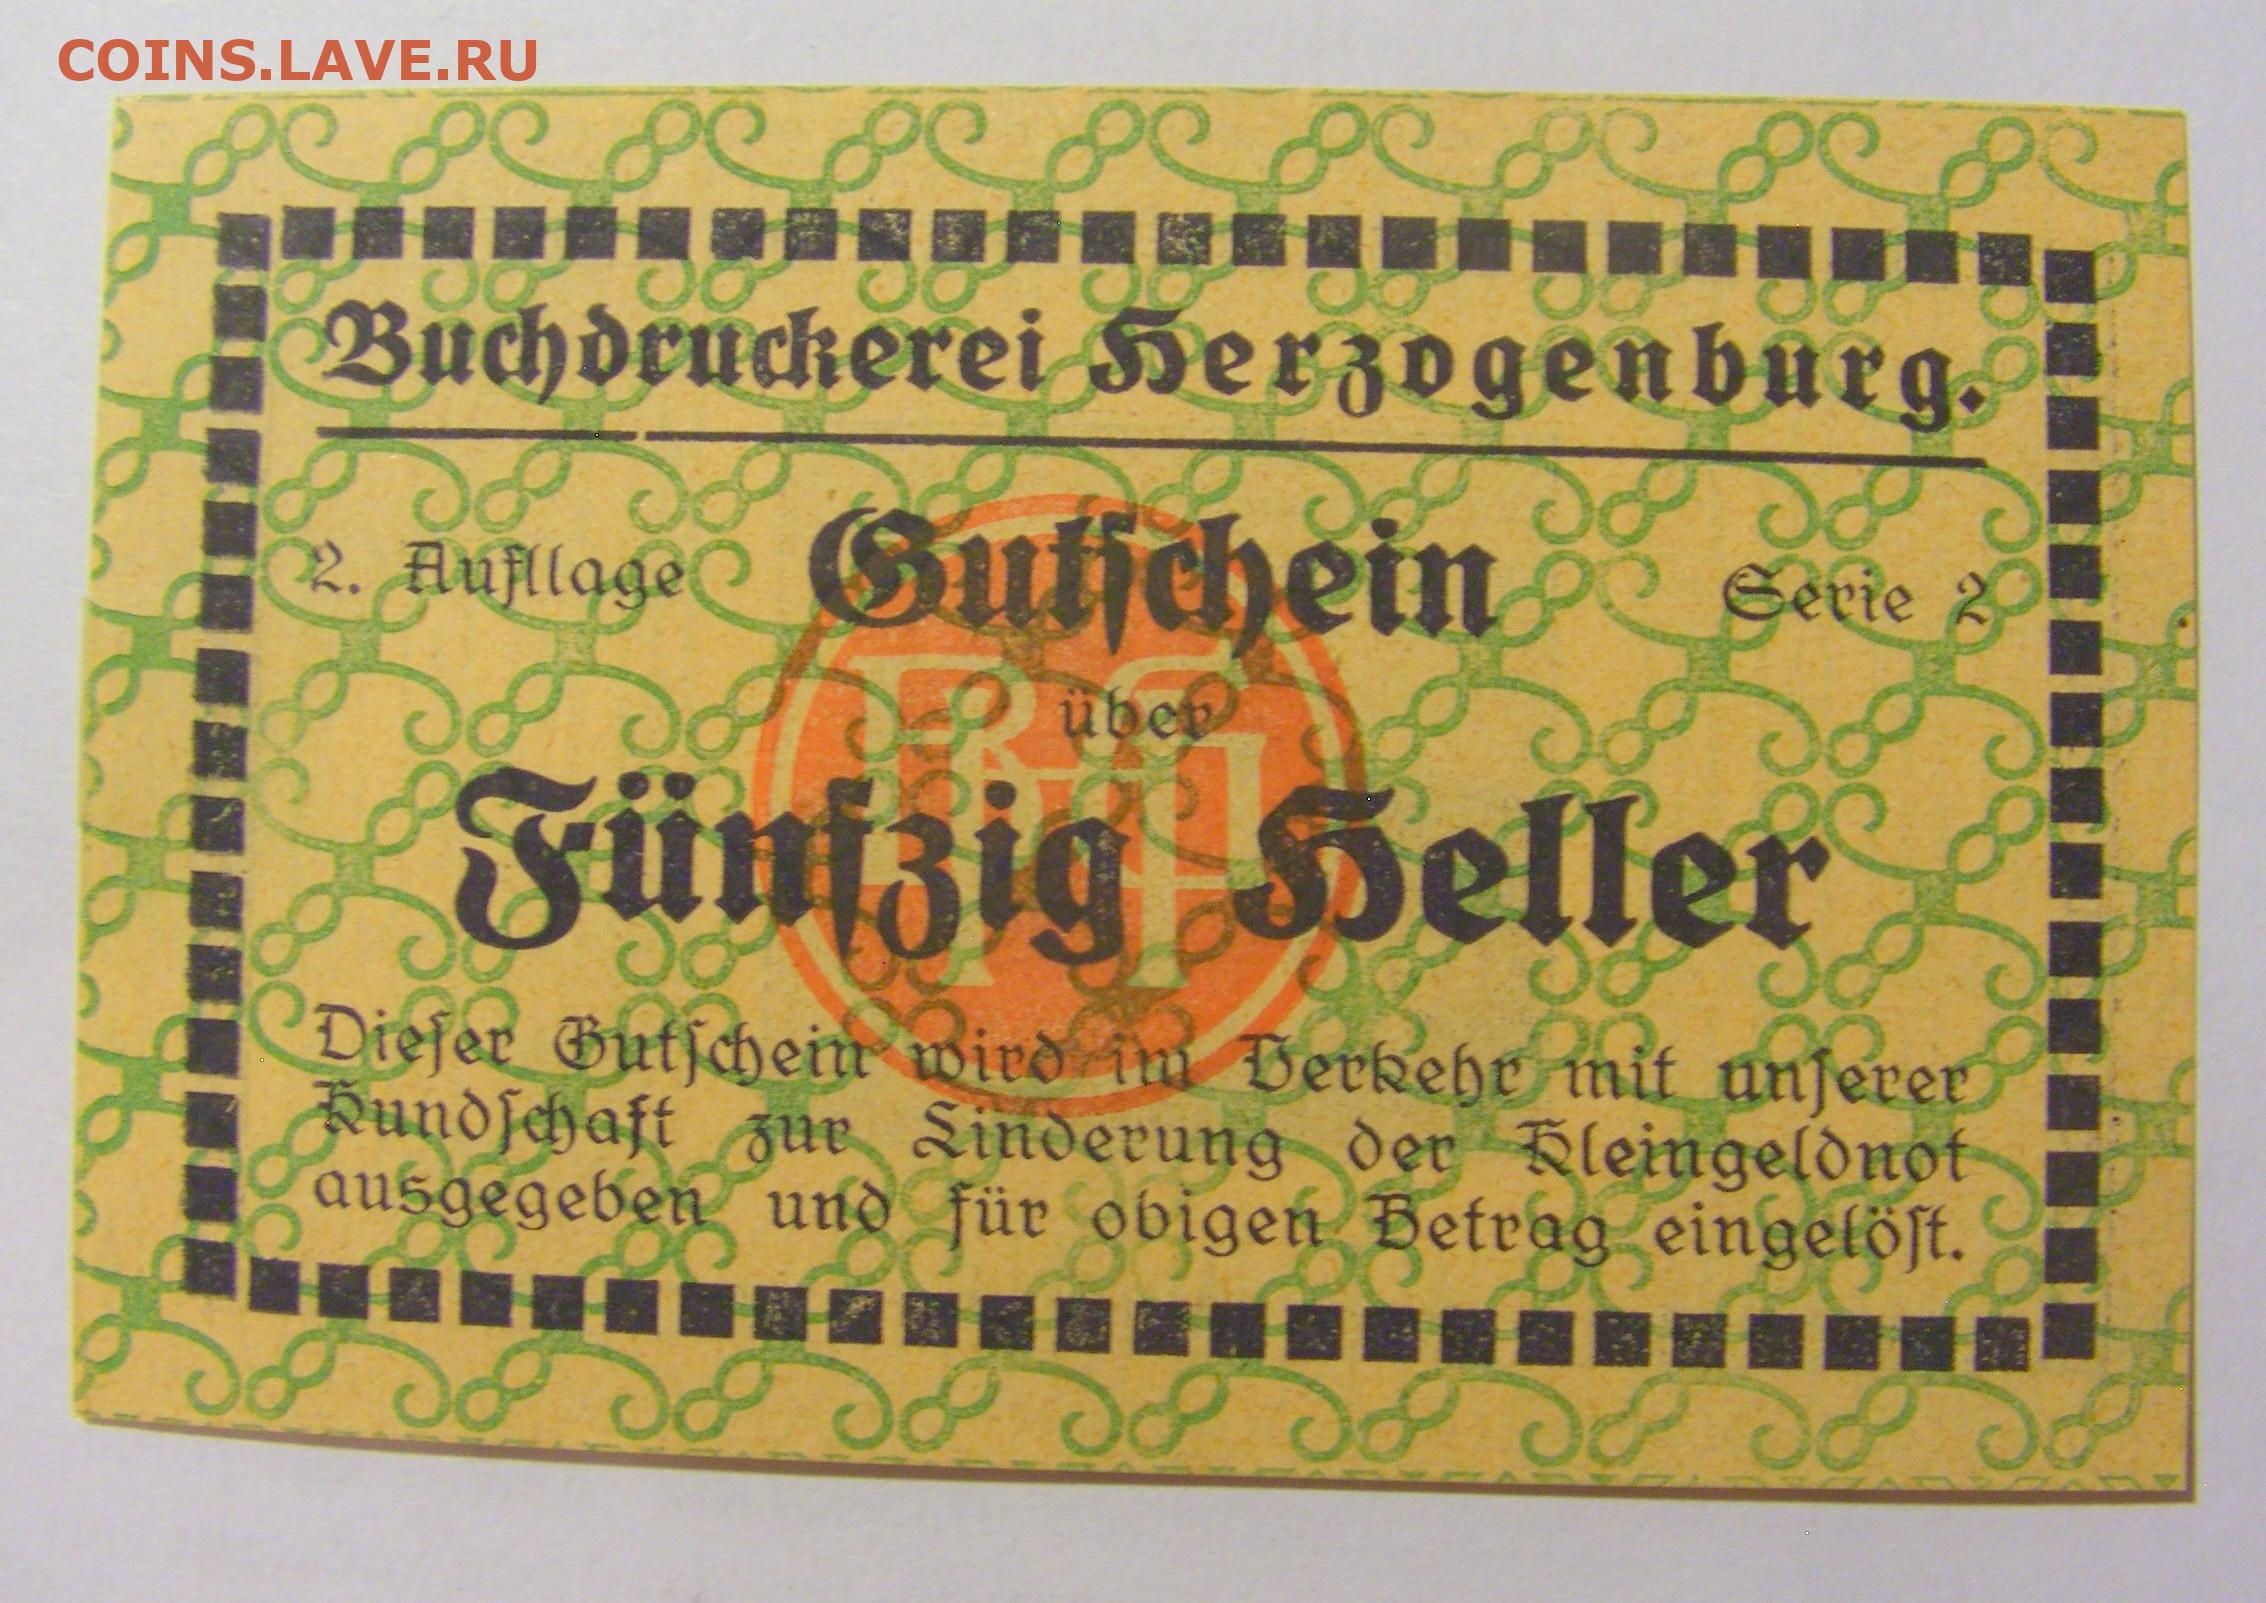 COINS.LAVE.RU
Buchdruckerei Herzogenburg.
2. Aufllage Gutschein Serie 2
über
Fünfzig Heller
Dieser Gutschein wird im Verkehr mit unserer
Kundschaft zur Linderung der Kleingeldnot
ausgegeben und für obigen Betrag eingelöst.